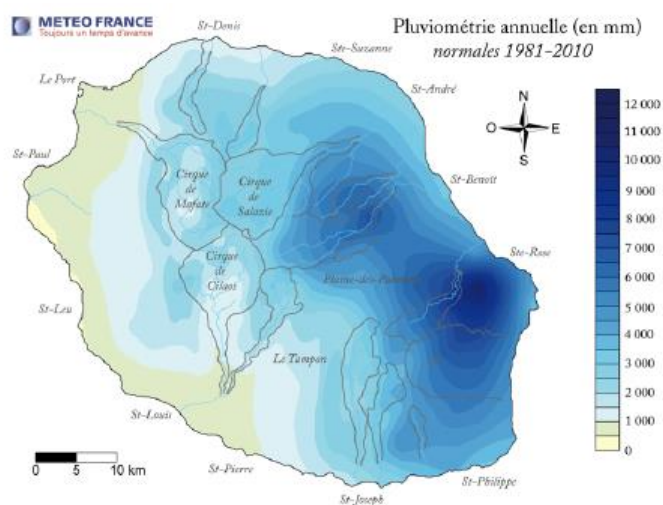 METEO FRANCE
Toujours un temps d'avance
Pluviométrie annuelle (en mm)
normales 1981-2010
St-Denis
Ste-Suzanne
Le Port
St-André
N
O
E
S
St-Paul
Cirque
de
Mafate
Cirque
de
Salazie
St-Benoit
Ste-Rose
Cirque
de
Cilaos
Plaine-des-Palmistes
St-Leu
Le Tampon
St-Louis
St-Pierre
St-Philippe
St-Joseph
0
5
10 km
12 000
11 000
10 000
9 000
8 000
7 000
6 000
5 000
4 000
3 000
2 000
1 000
0